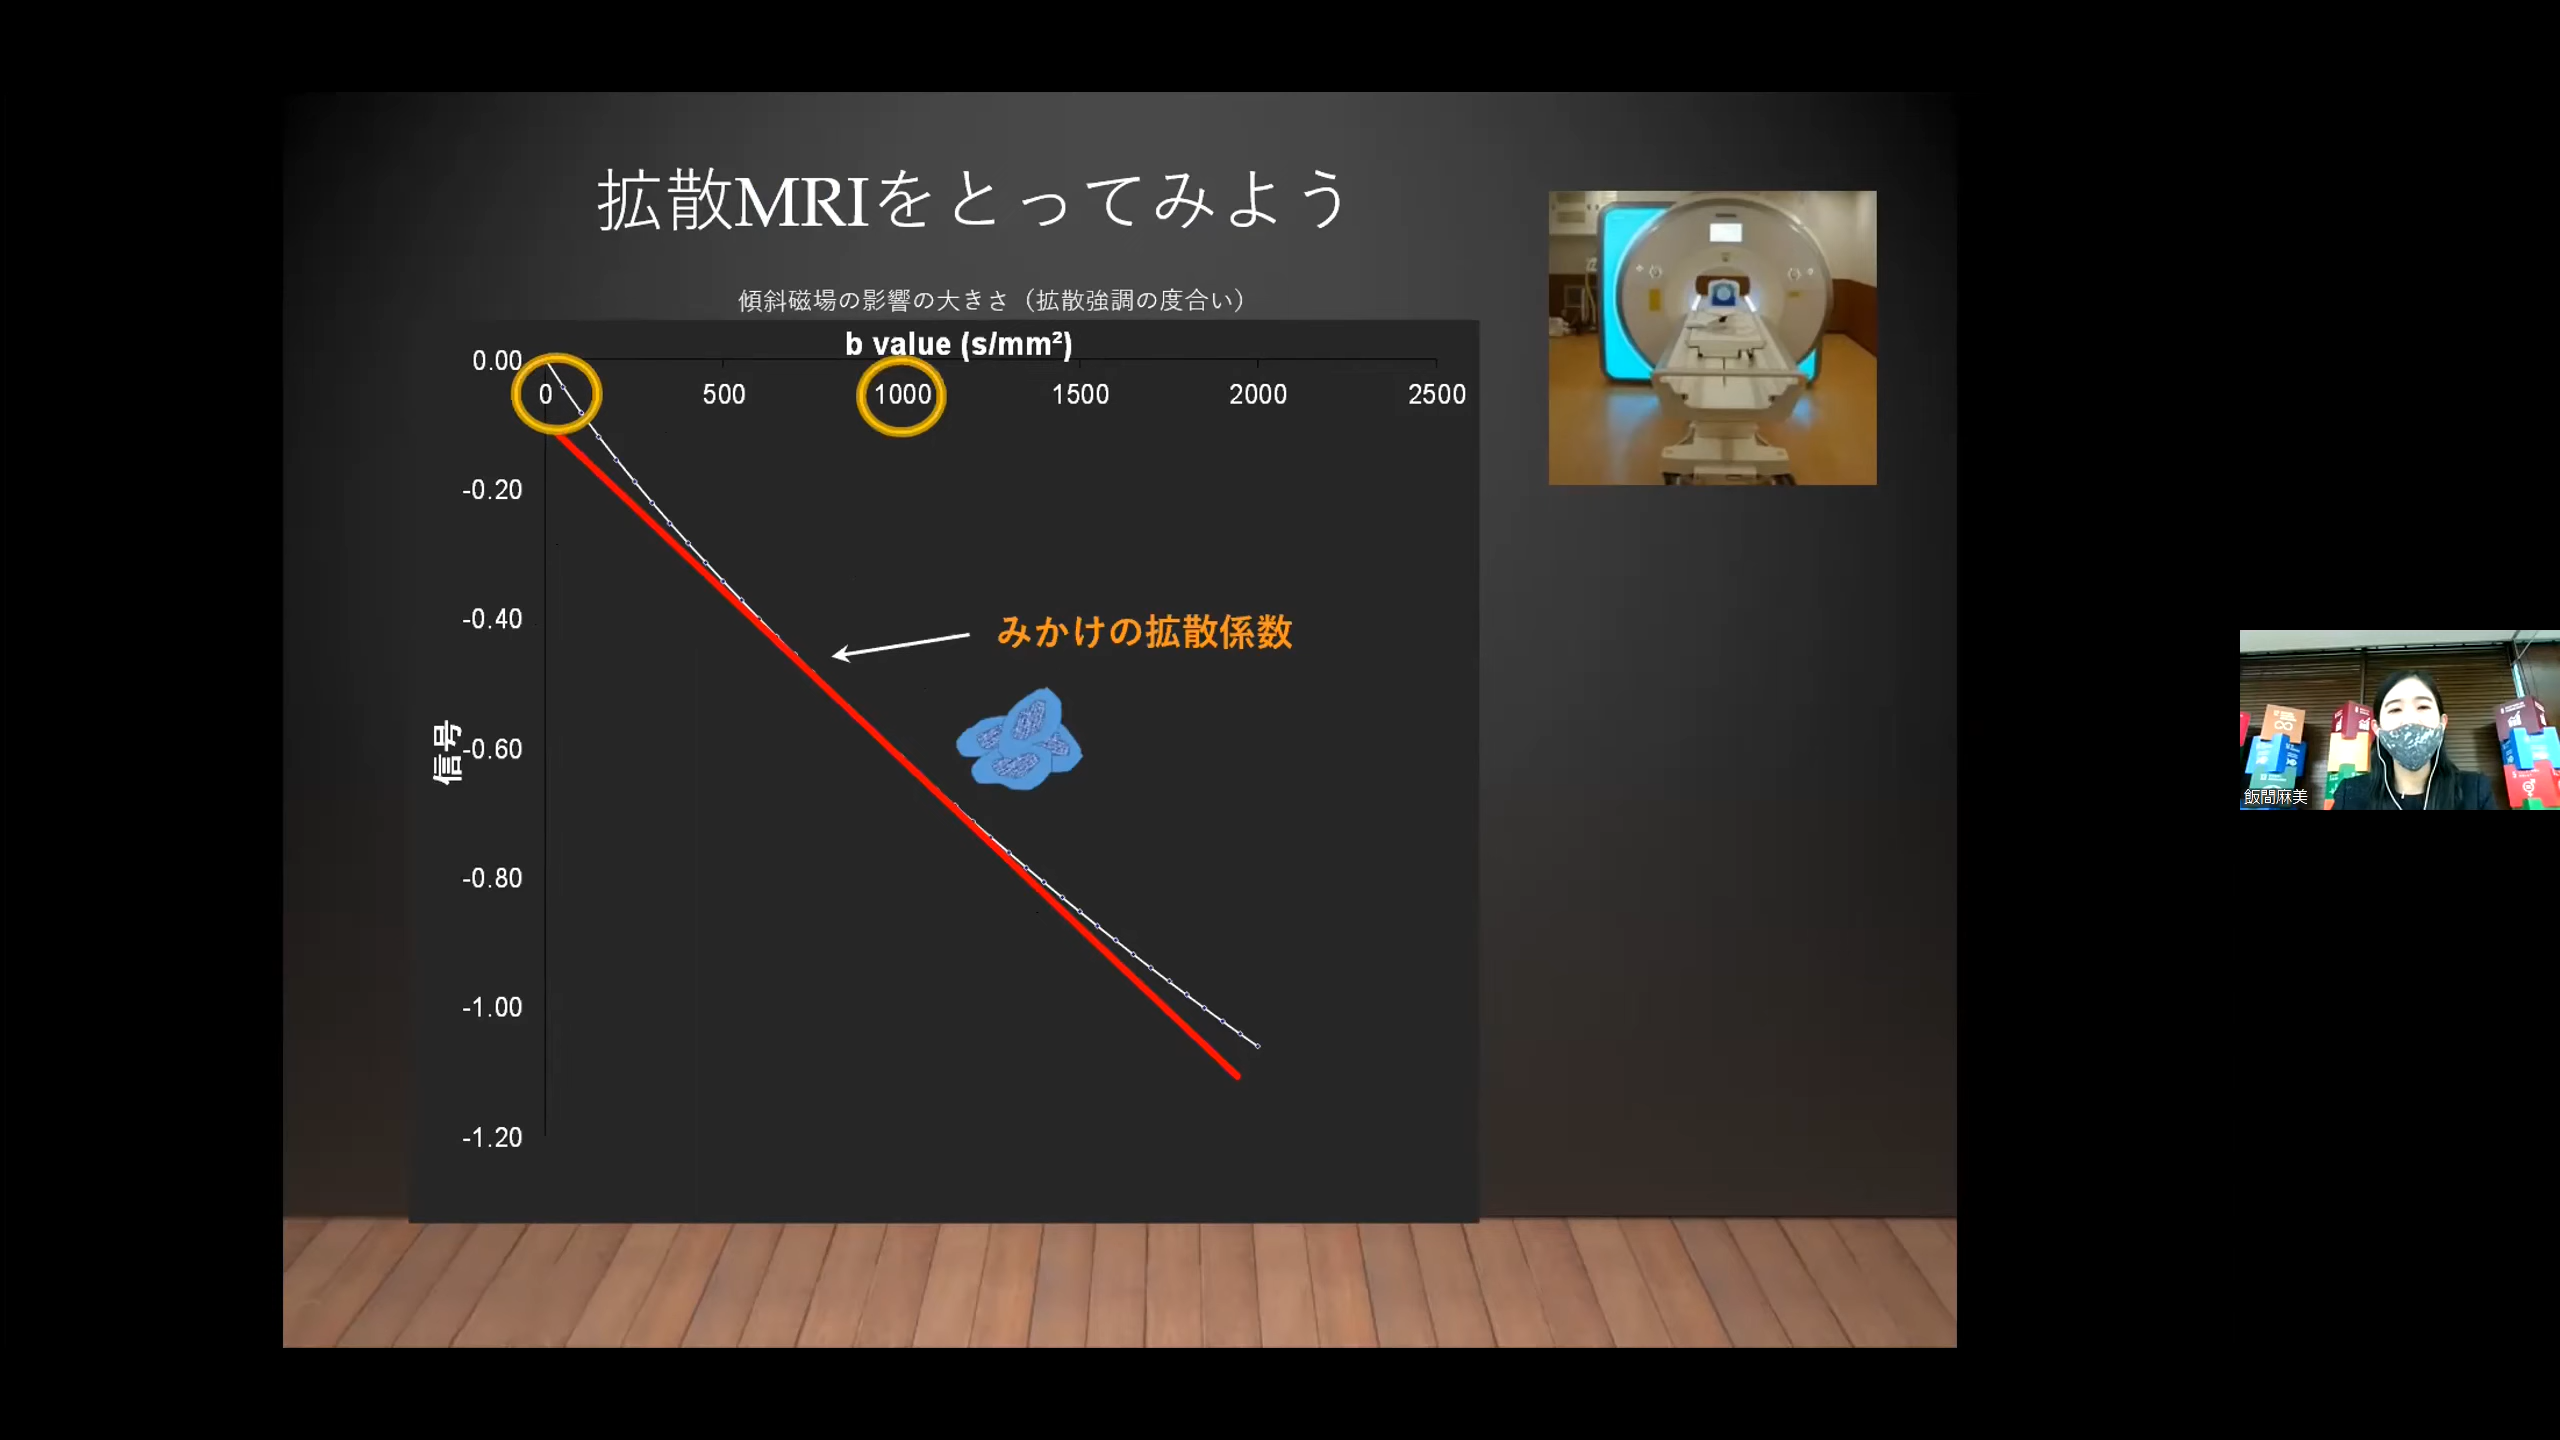 拡散MRIをとってみよう
傾斜磁場の影響の大きさ（拡散強調の度合い）
b value (s/mm²)
0.00
0 500 1000 1500 2000 2500
-0.20
-0.40
みかけの拡散係数
信号
-0.60
-0.80
-1.00
-1.20
飯間麻美